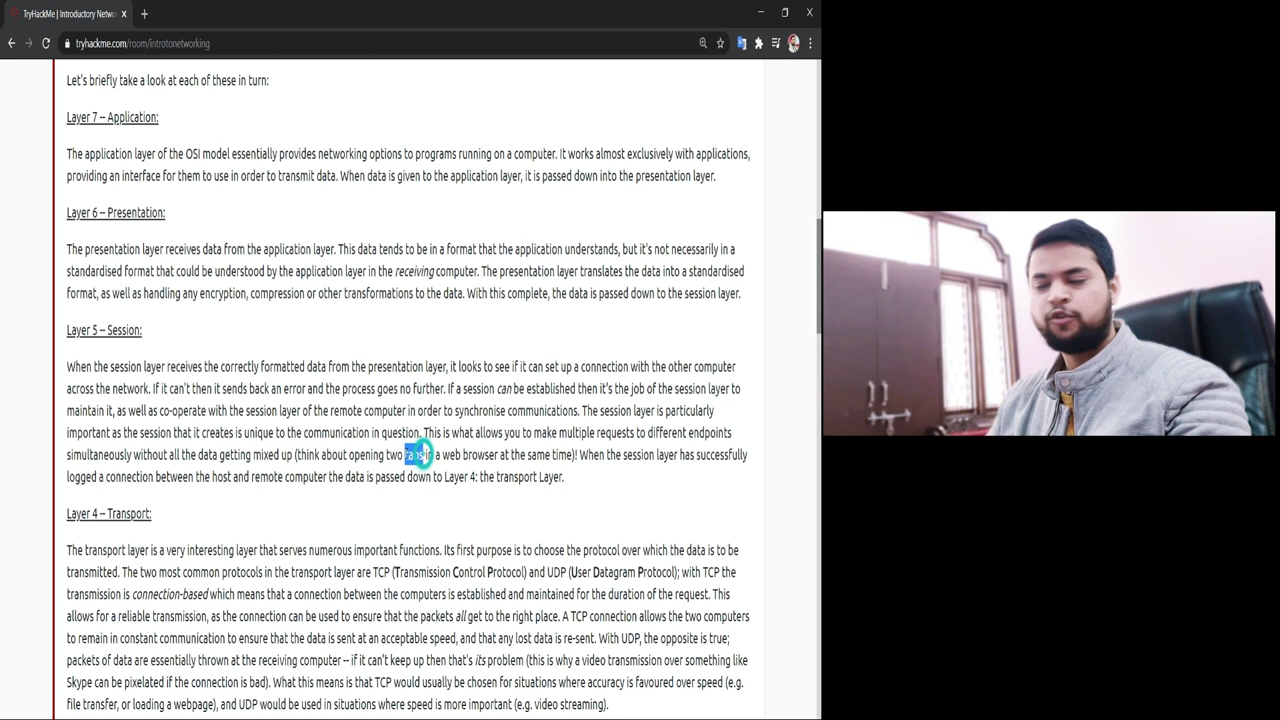 TryHackMe | Introductory Netwo
tryhackme.com/room/introtonetworking
Let's briefly take a look at each of these in turn:
Layer 7 -- Application:
The application layer of the OSI model essentially provides networking options to programs running on a computer. It works almost exclusively with applications,
providing an interface for them to use in order to transmit data. When data is given to the application layer, it is passed down into the presentation layer.
Layer 6 -- Presentation:
The presentation layer receives data from the application layer. This data tends to be in a format that the application understands, but it's not necessarily in a
standardised format that could be understood by the application layer in the receiving computer. The presentation layer translates the data into a standardised
format, as well as handling any encryption, compression or other transformations to the data. With this complete, the data is passed down to the session layer.
Layer 5 -- Session:
When the session layer receives the correctly formatted data from the presentation layer, it looks to see if it can set up a connection with the other computer
across the network. If it can't then it sends back an error and the process goes no further. If a session can be established then it's the job of the session layer to
maintain it, as well as co-operate with the session layer of the remote computer in order to synchronise communications. The session layer is particularly
important as the session that it creates is unique to the communication in question. This is what allows you to make multiple requests to different endpoints
simultaneously without all the data getting mixed up (think about opening two tabs in a web browser at the same time)! When the session layer has successfully
logged a connection between the host and remote computer the data is passed down to Layer 4: the transport Layer.
Layer 4 -- Transport:
The transport layer is a very interesting layer that serves numerous important functions. Its first purpose is to choose the protocol over which the data is to be
transmitted. The two most common protocols in the transport layer are TCP (Transmission Control Protocol) and UDP (User Datagram Protocol); with TCP the
transmission is connection-based which means that a connection between the computers is established and maintained for the duration of the request. This
allows for a reliable transmission, as the connection can be used to ensure that the packets all get to the right place. A TCP connection allows the two computers
to remain in constant communication to ensure that the data is sent at an acceptable speed, and that any lost data is re-sent. With UDP, the opposite is true;
packets of data are essentially thrown at the receiving computer -- if it can't keep up then that's its problem (this is why a video transmission over something like
Skype can be pixelated if the connection is bad). What this means is that TCP would usually be chosen for situations where accuracy is favoured over speed (e.g.
file transfer, or loading a webpage), and UDP would be used in situations where speed is more important (e.g. video streaming).